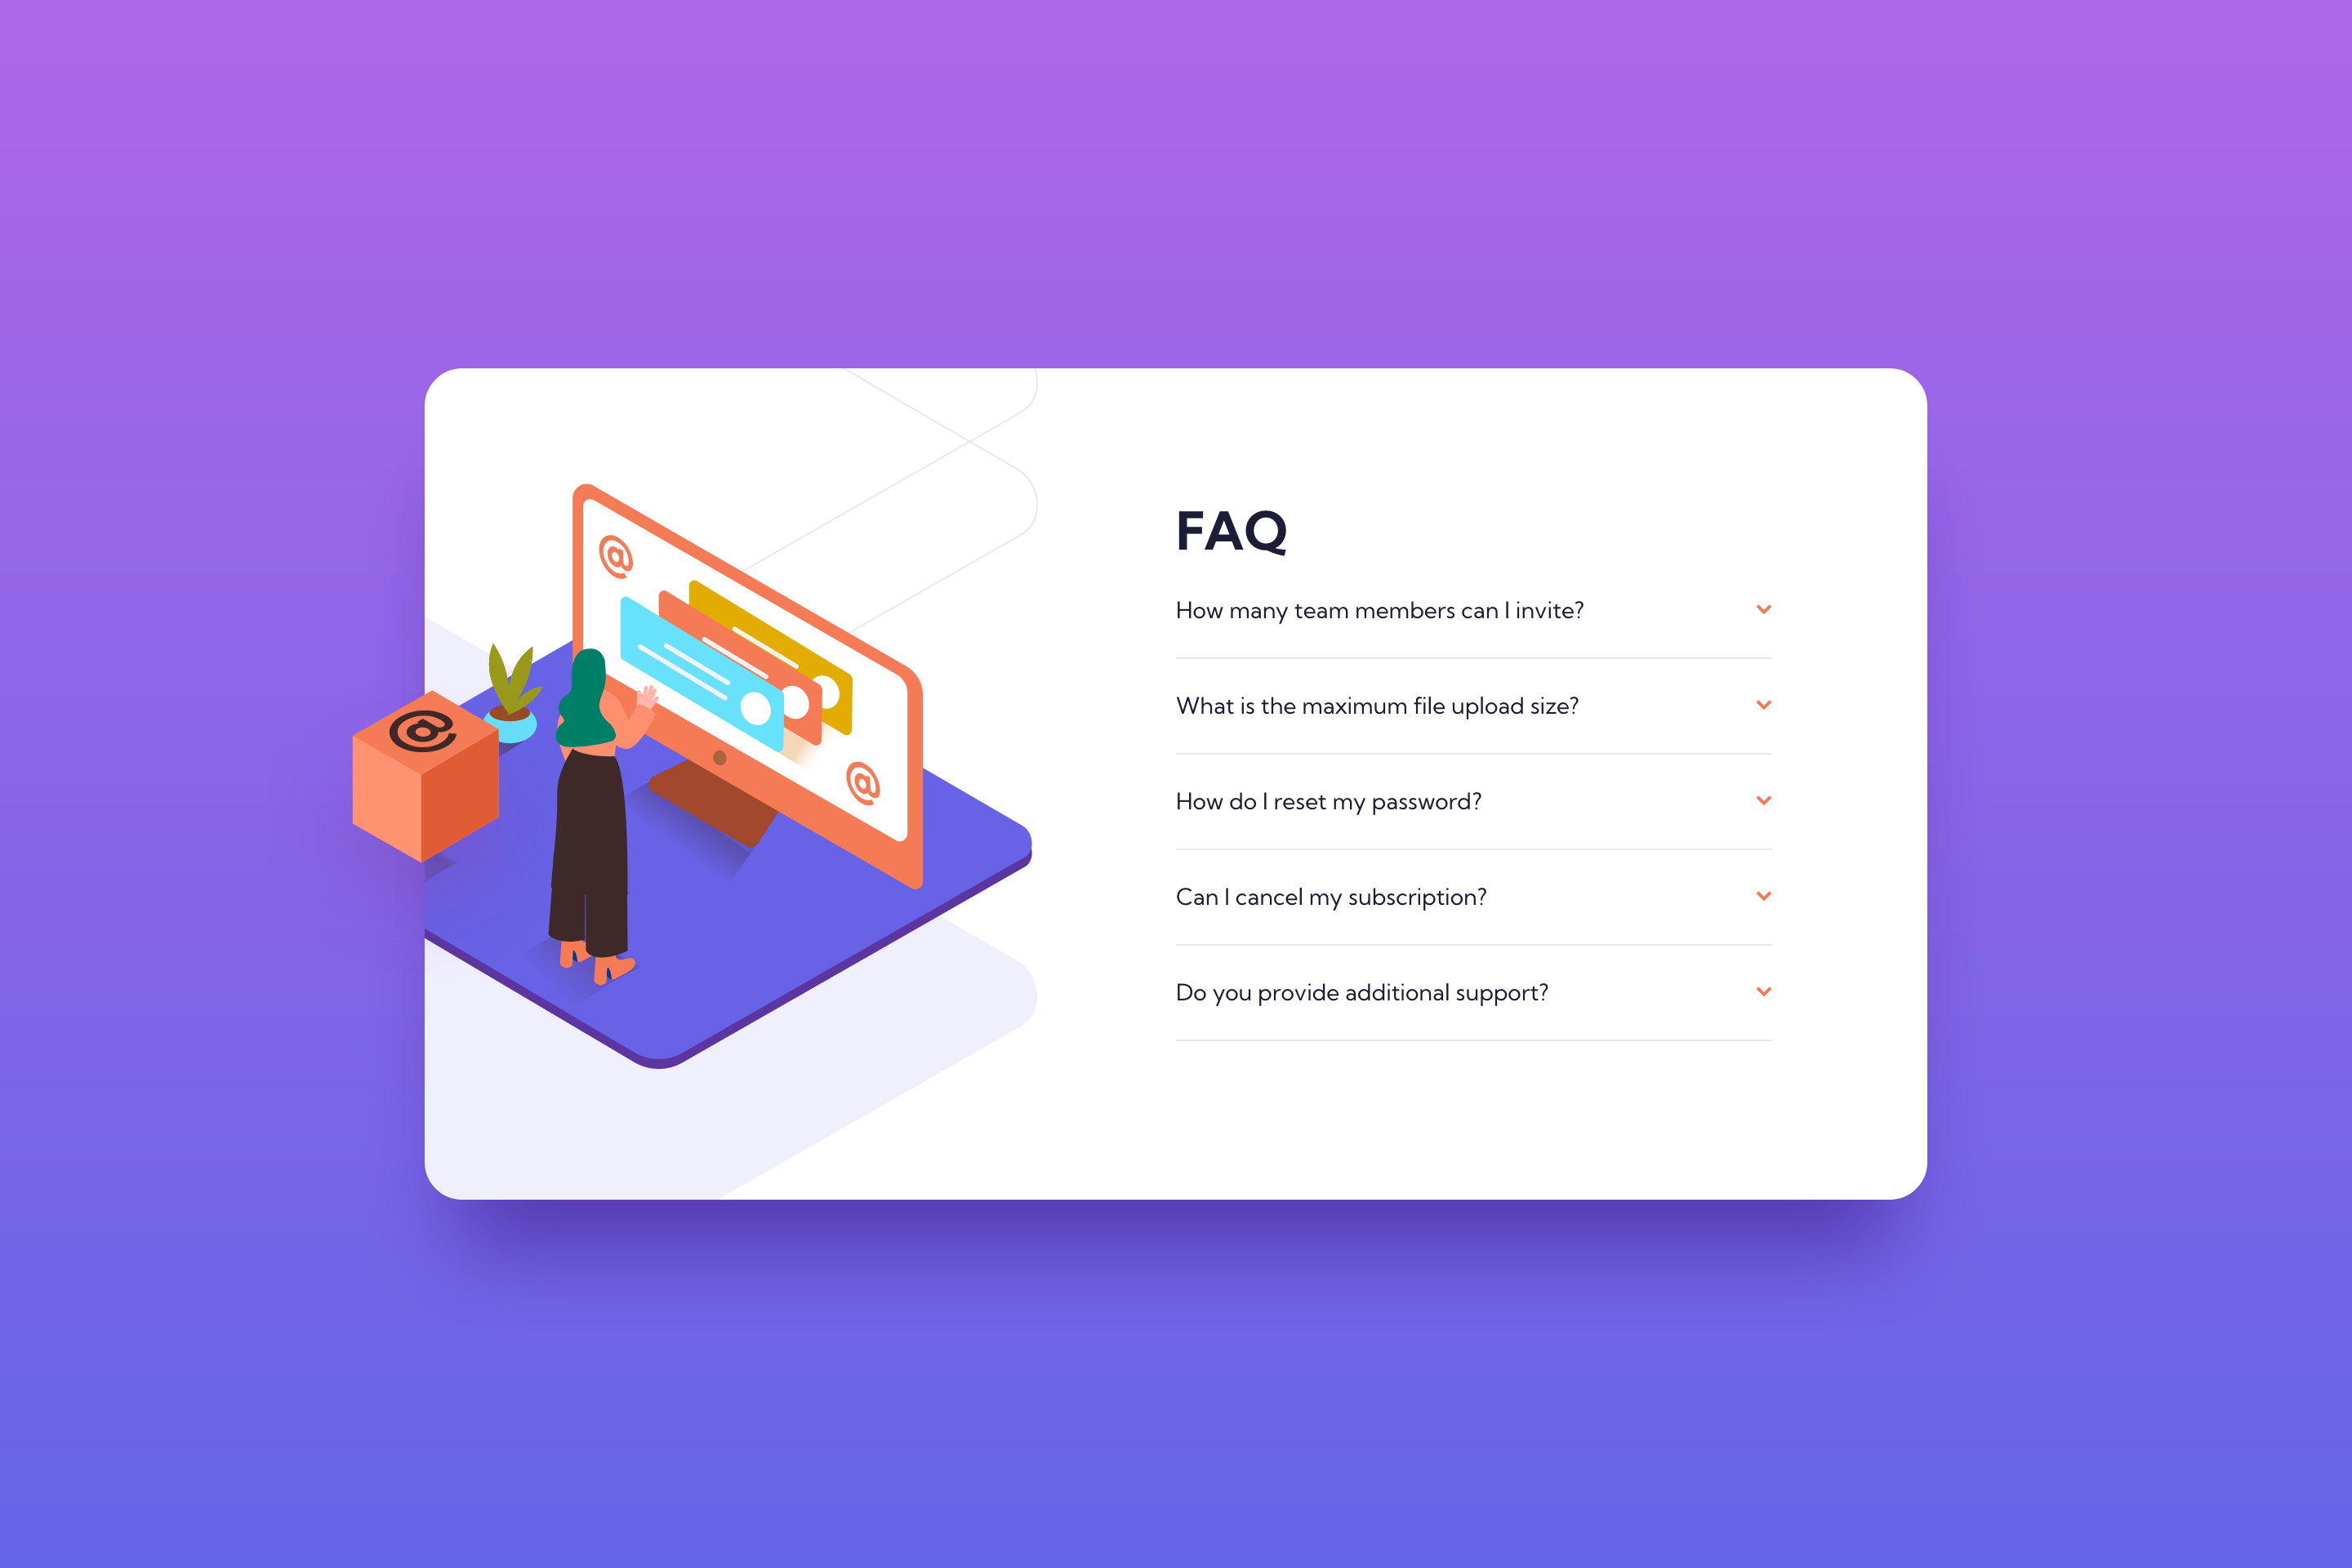 FAQ
How many team members can I invite?
What is the maximum file upload size?
How do I reset my password?
Can I cancel my subscription?
Do you provide additional support?
@
@
@